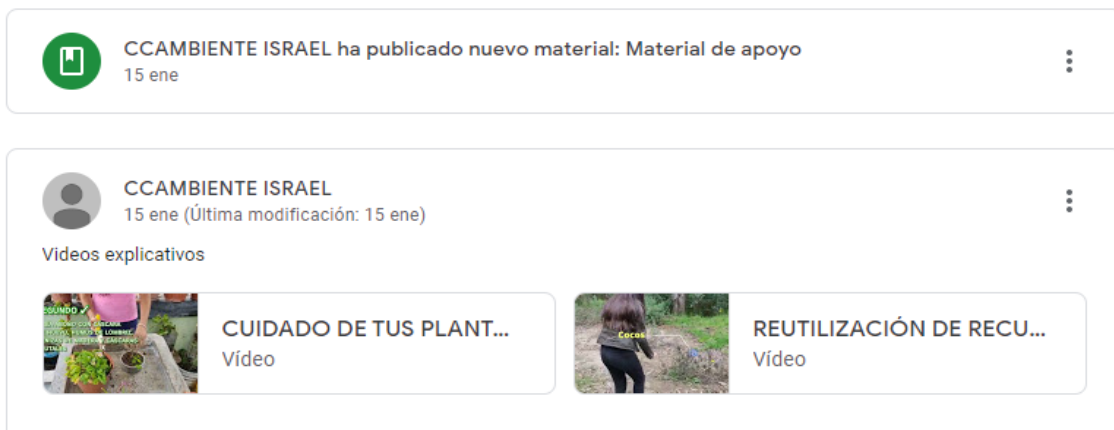 CCAMBIENTE ISRAEL ha publicado nuevo material: Material de apoyo
15 ene
CCAMBIENTE ISRAEL
15 ene (Última modificación: 15 ene)
Videos explicativos
EGUNDO ✓
CUIDADO DE TUS PLANT...
Vídeo
Cocos
REUTILIZACIÓN DE RECU...
Vídeo